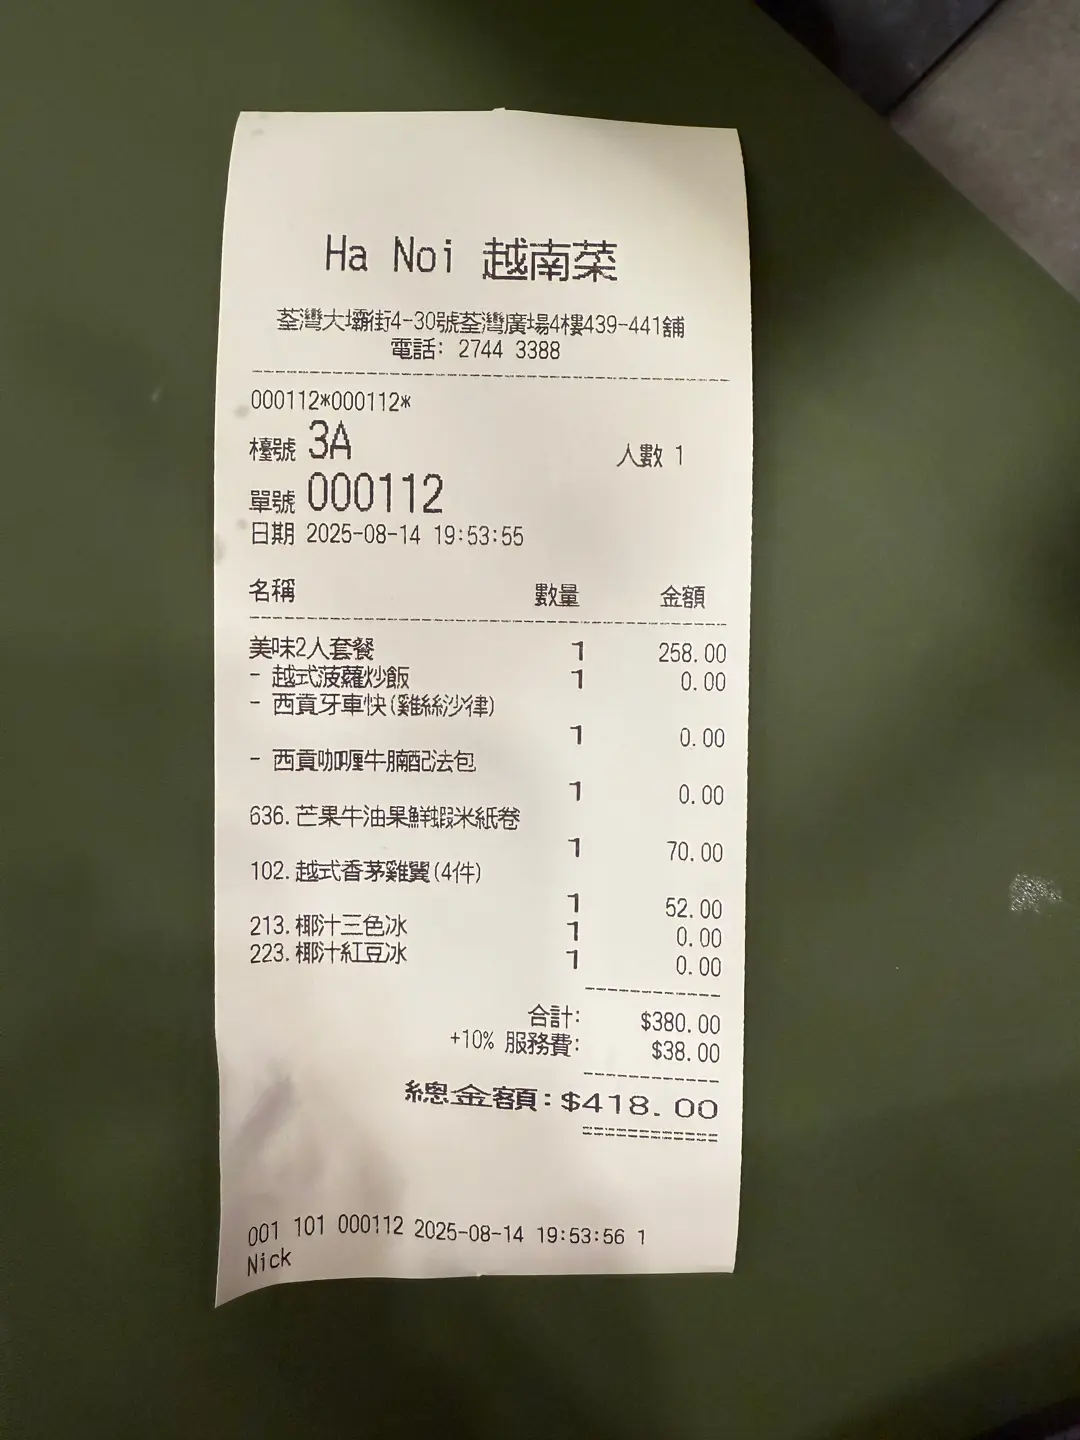 Ha Noi 越南菜
荃灣大壩街4-30號荃灣廣場4樓439-441舖
電話: 2744 3388
000112*000112*
檯號 3A 人數 1
單號 000112
日期 2025-08-14 19:53:55
名稱 數量 金額
美味2人套餐 1 258.00
- 越式菠蘿炒飯 1 0.00
- 西貢牙車快(雞絲沙律)
1 0.00
- 西貢咖喱牛腩配法包
1 0.00
636. 芒果牛油果鮮蝦米紙卷
1 70.00
102. 越式香茅雞翼(4件)
1 52.00
213. 椰汁三色冰 1 0.00
223. 椰汁紅豆冰 1 0.00
合計: $380.00
+10% 服務費: $38.00
總金額: $418.00
001 101 000112 2025-08-14 19:53:56 1
Nick